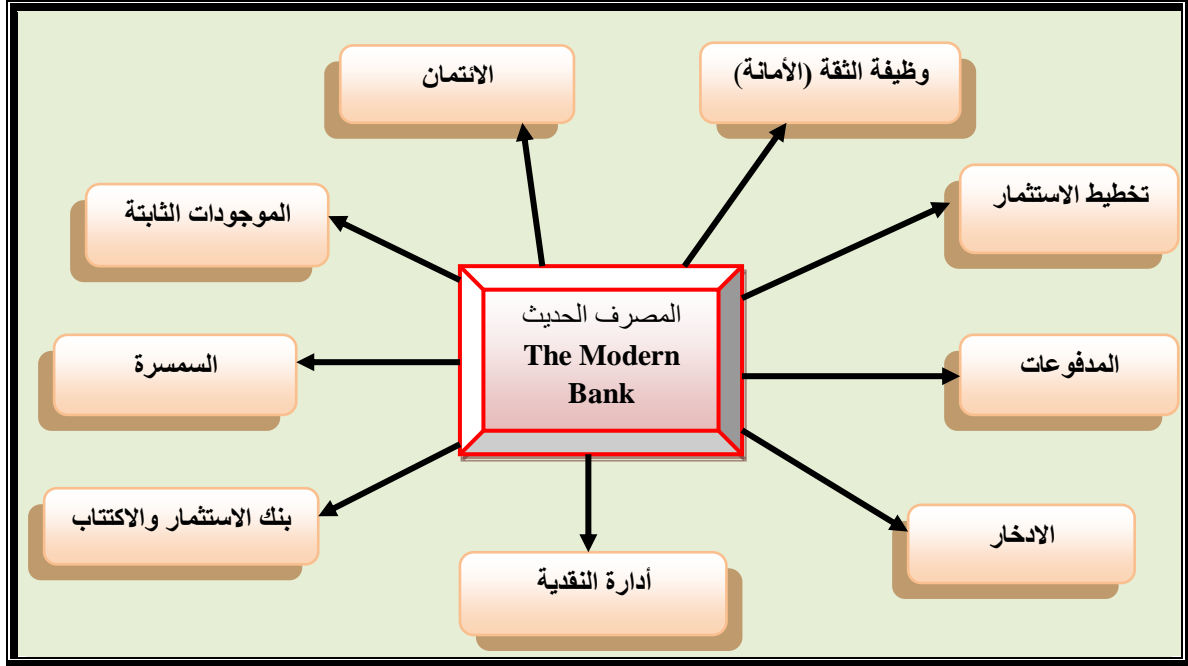 وظيفة الثقة (الأمانة)
الائتمان
تخطيط الاستثمار
الموجودات الثابتة
المصرف الحديث
The Modern
Bank
المدفوعات
السمسرة
الادخار
بنك الاستثمار والاكتتاب
أدارة النقدية